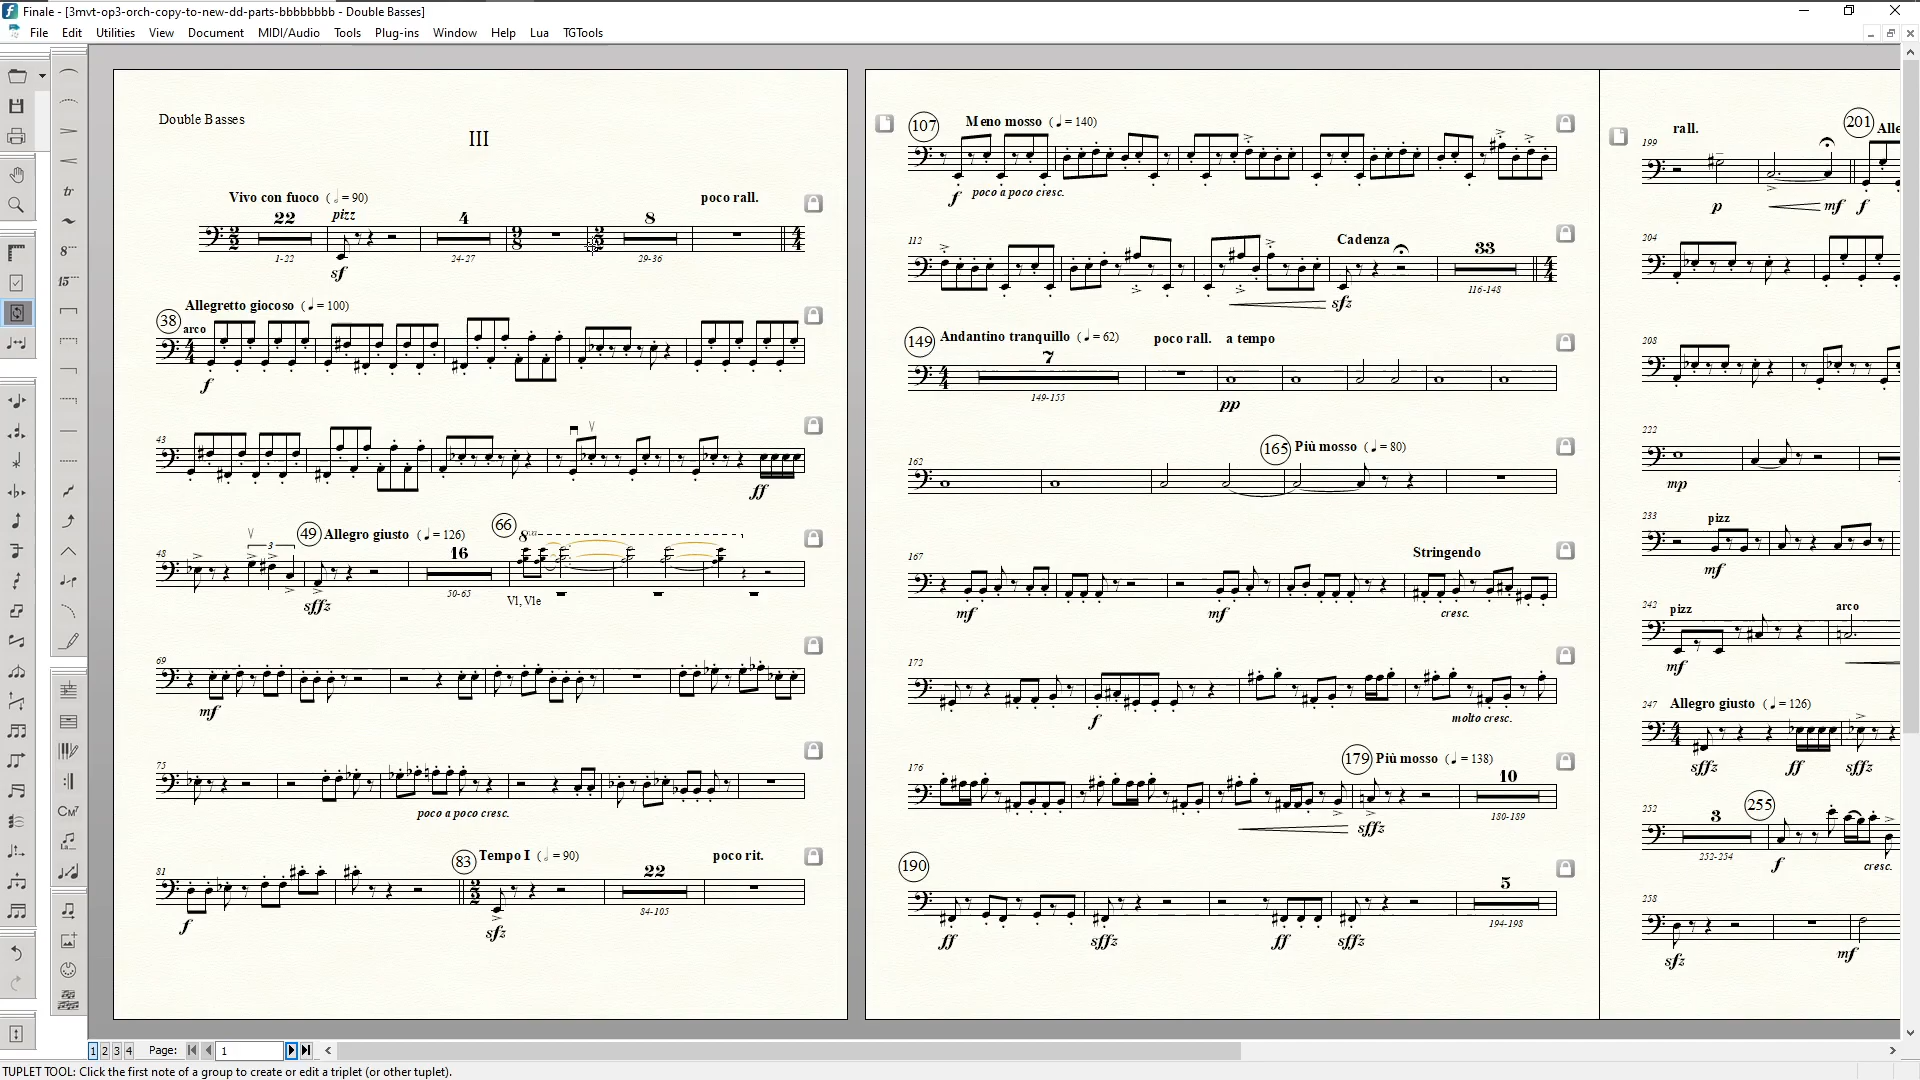 Finale - [3mvt-op3-orch-copy-to-new-dd-parts-bbbbbbbb - Double Basses]
File Edit Utilities View Document MIDI/Audio Tools Plug-ins Window Help Lua TGTools
Double Basses
III
Vivo con fuoco (𝅗𝅥 = 90) poco rall.
22 pizz 4 8
1-22 24-27 29-36
sf
38 Allegretto giocoso (♩ = 100)
arco
f
43
ff
49 Allegro giusto (♩ = 126) 66 8va
48 3 16
50-65 Vl, Vle
sffz
69
mf
75
poco a poco cresc.
83 Tempo I (𝅗𝅥 = 90) poco rit.
81 22
84-105
f sfz
107 Meno mosso (♩ = 140)
f poco a poco cresc.
112 Cadenza 33
116-148
sfz
149 Andantino tranquillo (♩ = 62) poco rall. a tempo
7
149-155
pp
165 Più mosso (♩ = 80)
162
167 Stringendo
mf mf cresc.
172
f molto cresc.
179 Più mosso (♩ = 138)
176 10
180-189
sffz
190
5
194-198
ff sffz ff sffz
rall. 201 Alle
199
p mf f
204
208
222
mp
233 pizz
mf
242 pizz arco
mf
247 Allegro giusto (♩ = 126)
sffz ff sffz
252 3 255
252-254
f cresc.
258
sfz mf
1 2 3 4 Page: 1
TUPLET TOOL: Click the first note of a group to create or edit a triplet (or other tuplet).